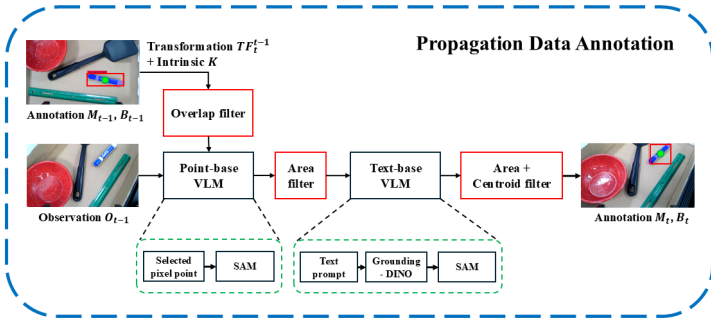 Propagation Data Annotation
Transformation $TF_t^{t-1}$
+ Intrinsic $K$
Annotation $M_{t-1}, B_{t-1}$
Overlap filter
Observation $O_{t-1}$
Point-base
VLM
Area
filter
Text-base
VLM
Area +
Centroid filter
Annotation $M_t, B_t$
Selected
pixel point
SAM
Text
prompt
Grounding
- DINO
SAM